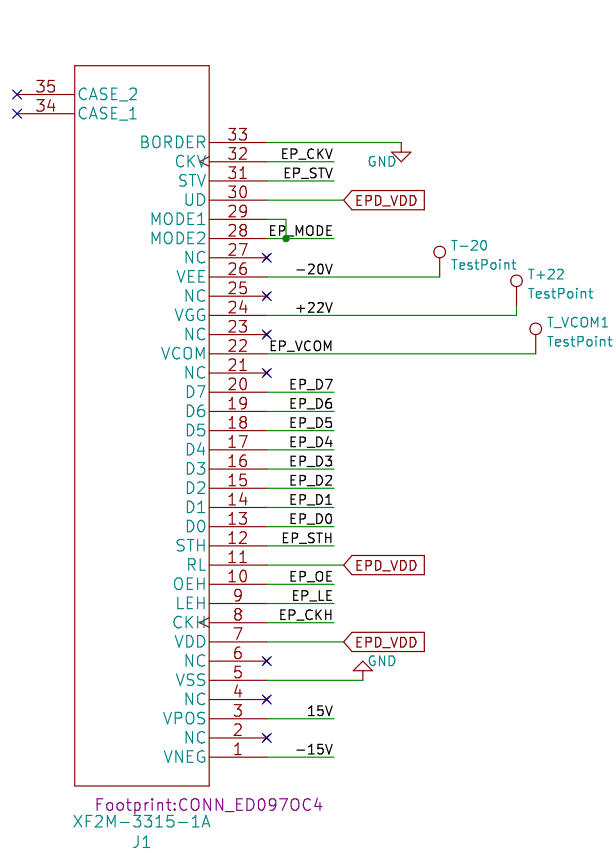 35 CASE_2
34 CASE_1
BORDER 33
GND
CKV 32 EP_CKV
STV 31 EP_STV
UD 30 EPD_VDD
MODE1 29
MODE2 28 EP_MODE
NC 27
T-20
TestPoint
VEE 26 -20V
T+22
TestPoint
NC 25
VGG 24 +22V
T_VCOM1
TestPoint
NC 23
VCOM 22 EP_VCOM
NC 21
D7 20 EP_D7
D6 19 EP_D6
D5 18 EP_D5
D4 17 EP_D4
D3 16 EP_D3
D2 15 EP_D2
D1 14 EP_D1
D0 13 EP_D0
STH 12 EP_STH
RL 11 EPD_VDD
OEH 10 EP_OE
LEH 9 EP_LE
CKH 8 EP_CKH
VDD 7 EPD_VDD
NC 6 GND
VSS 5
NC 4
VPOS 3 15V
NC 2
VNEG 1 -15V
Footprint:CONN_ED097OC4
XF2M-3315-1A
J1